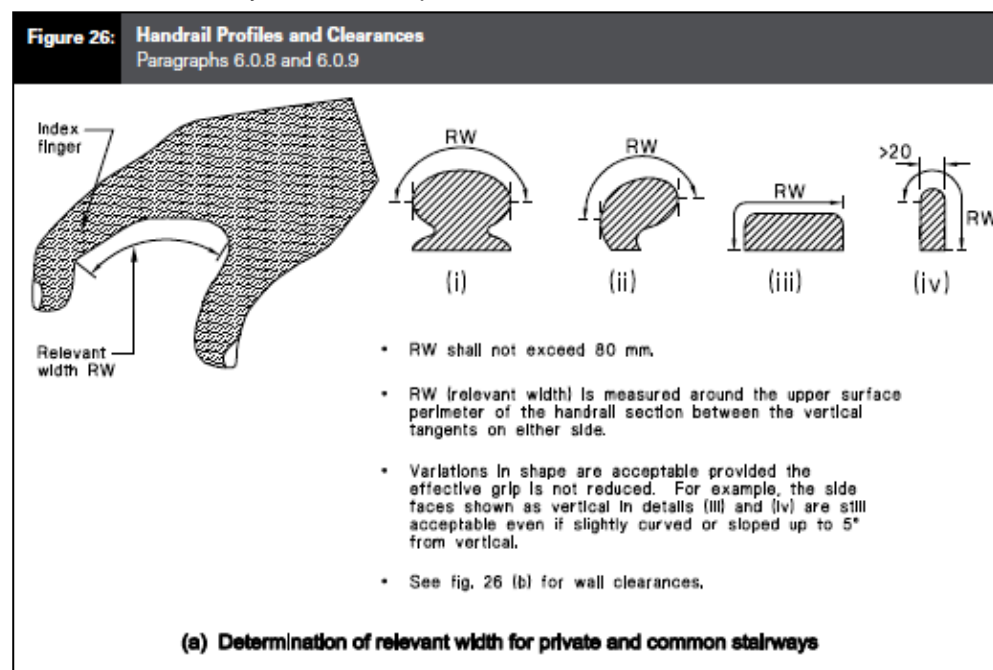 Figure 26: Handrail Profiles and Clearances
Paragraphs 6.0.8 and 6.0.9
Index
finger
Relevant
width RW
RW
RW
RW
>20
RW
(i)
(ii)
(iii)
(iv)
• RW shall not exceed 80 mm.
• RW (relevant width) is measured around the upper surface
perimeter of the handrail section between the vertical
tangents on either side.
• Variations in shape are acceptable provided the
effective grip is not reduced. For example, the side
faces shown as vertical in details (iii) and (iv) are still
acceptable even if slightly curved or sloped up to 5°
from vertical.
• See fig. 26 (b) for wall clearances.
(a) Determination of relevant width for private and common stairways